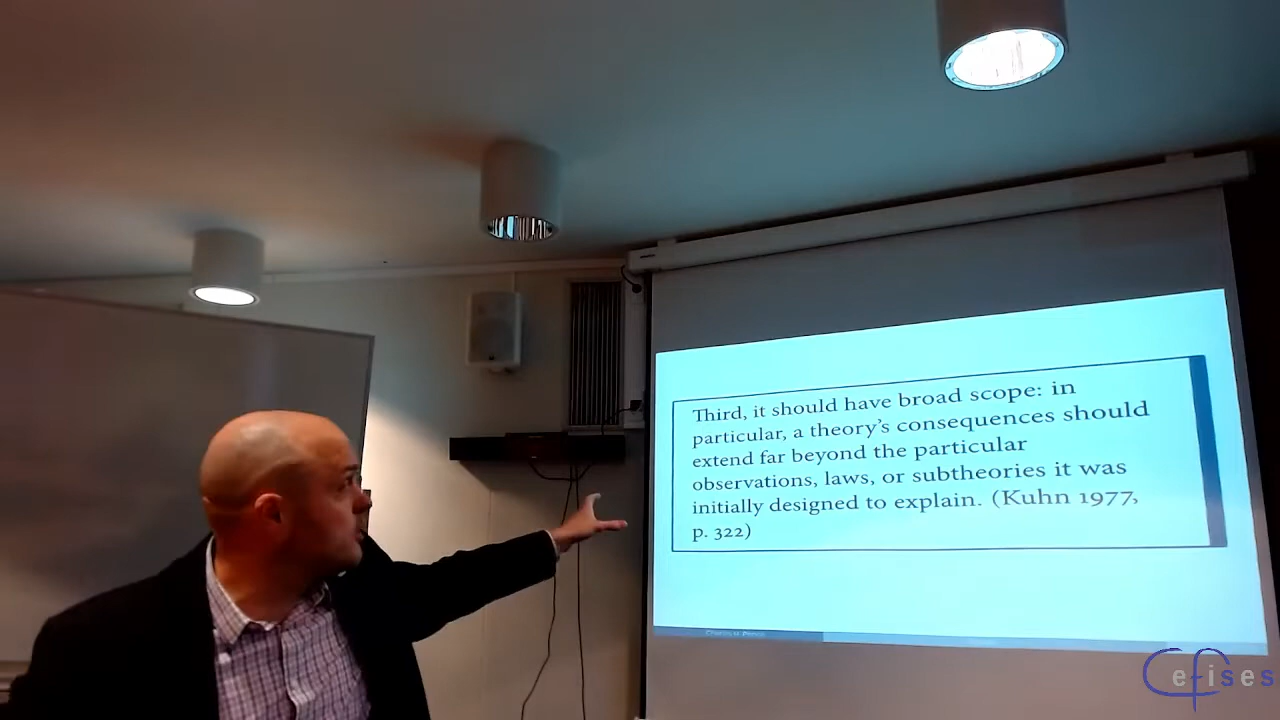 Third, it should have broad scope: in
particular, a theory's consequences should
extend far beyond the particular
observations, laws, or subtheories it was
initially designed to explain. (Kuhn 1977,
p. 322)
Cefises